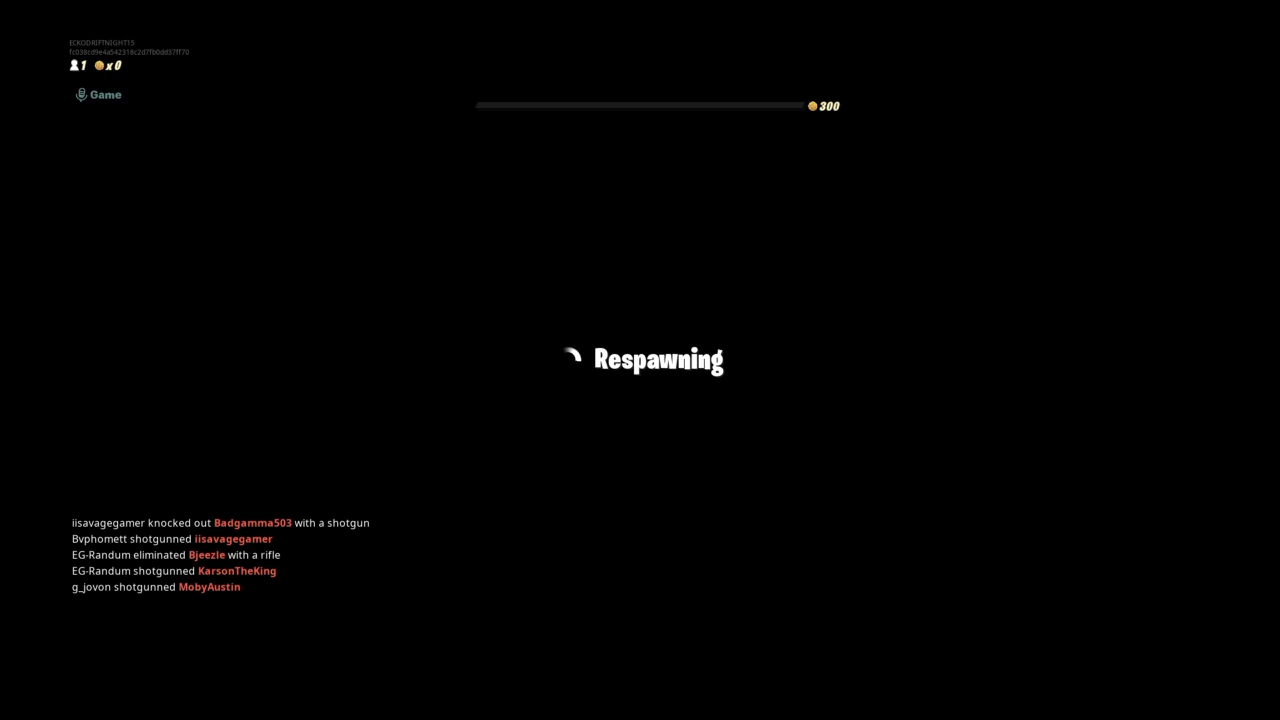 ECKODRIFTNIGHT15
fc038cd9e4a542318c2d7fb0dd37ff70
1 x0
Game
300
Respawning
iisavagegamer knocked out Badgamma503 with a shotgun
Bvphomett shotgunned iisavagegamer
EG-Randum eliminated Bjeezle with a rifle
EG-Randum shotgunned KarsonTheKing
g_jovon shotgunned MobyAustin